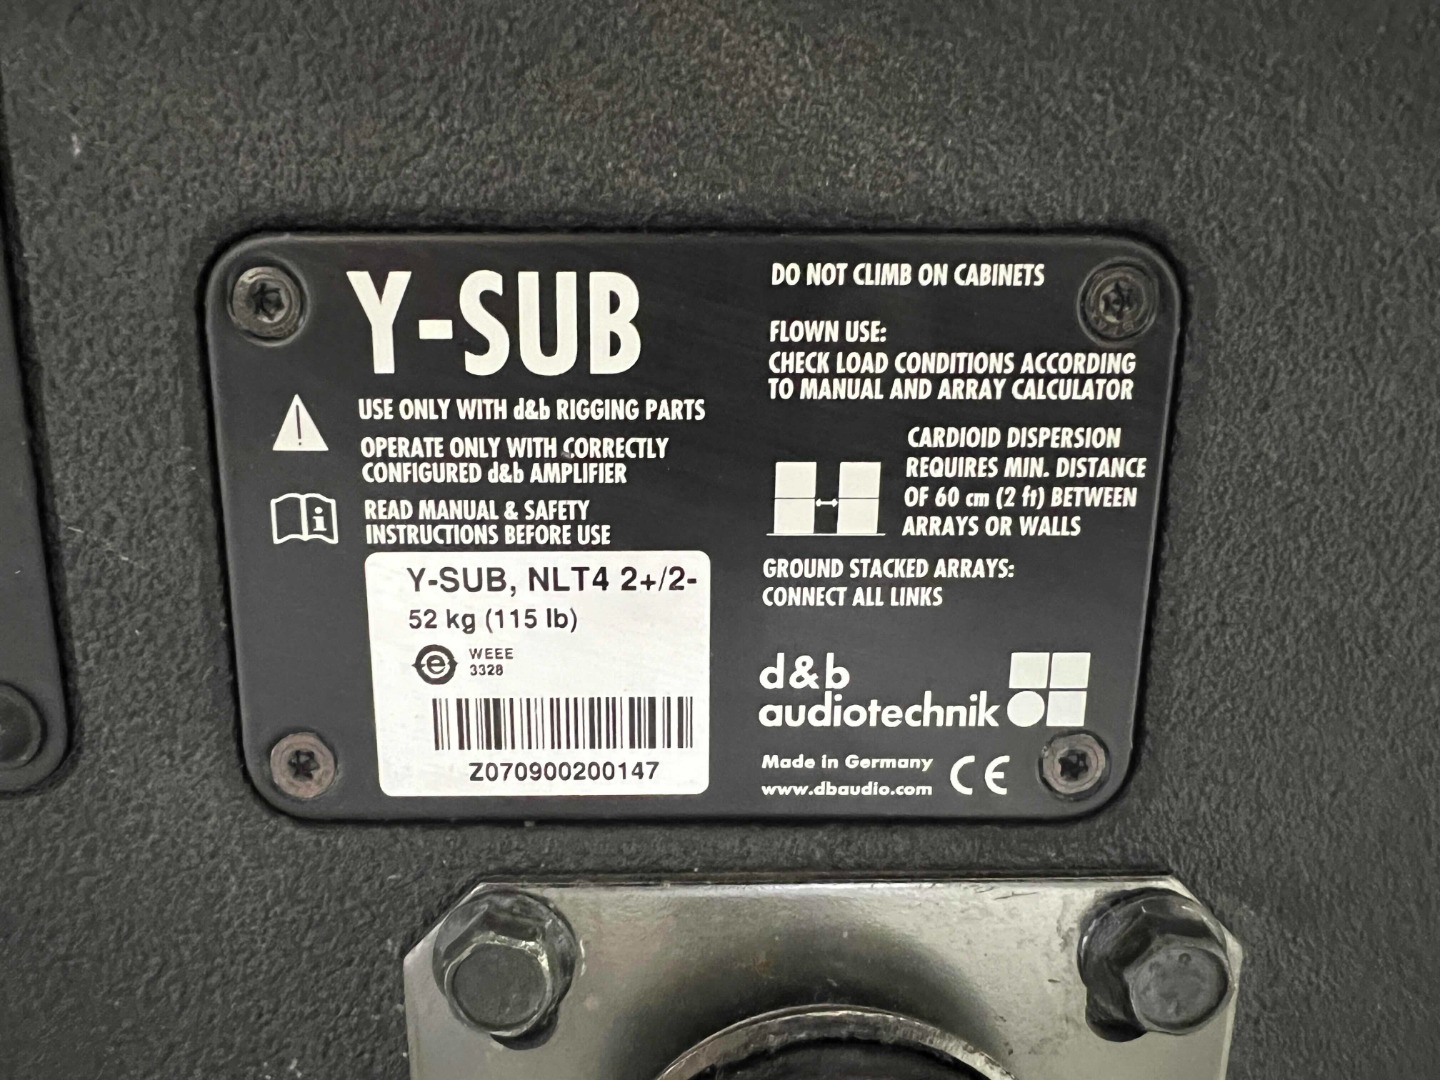 Y-SUB
USE ONLY WITH d&b RIGGING PARTS
OPERATE ONLY WITH CORRECTLY
CONFIGURED d&b AMPLIFIER
READ MANUAL & SAFETY
INSTRUCTIONS BEFORE USE
Y-SUB, NLT4 2+/2-
52 kg (115 lb)
WEEE
3328
Z070900200147
DO NOT CLIMB ON CABINETS
FLOWN USE:
CHECK LOAD CONDITIONS ACCORDING
TO MANUAL AND ARRAY CALCULATOR
CARDIOID DISPERSION
REQUIRES MIN. DISTANCE
OF 60 cm (2 ft) BETWEEN
ARRAYS OR WALLS
GROUND STACKED ARRAYS:
CONNECT ALL LINKS
d&b
audiotechnik
Made in Germany
www.dbaudio.com
CE